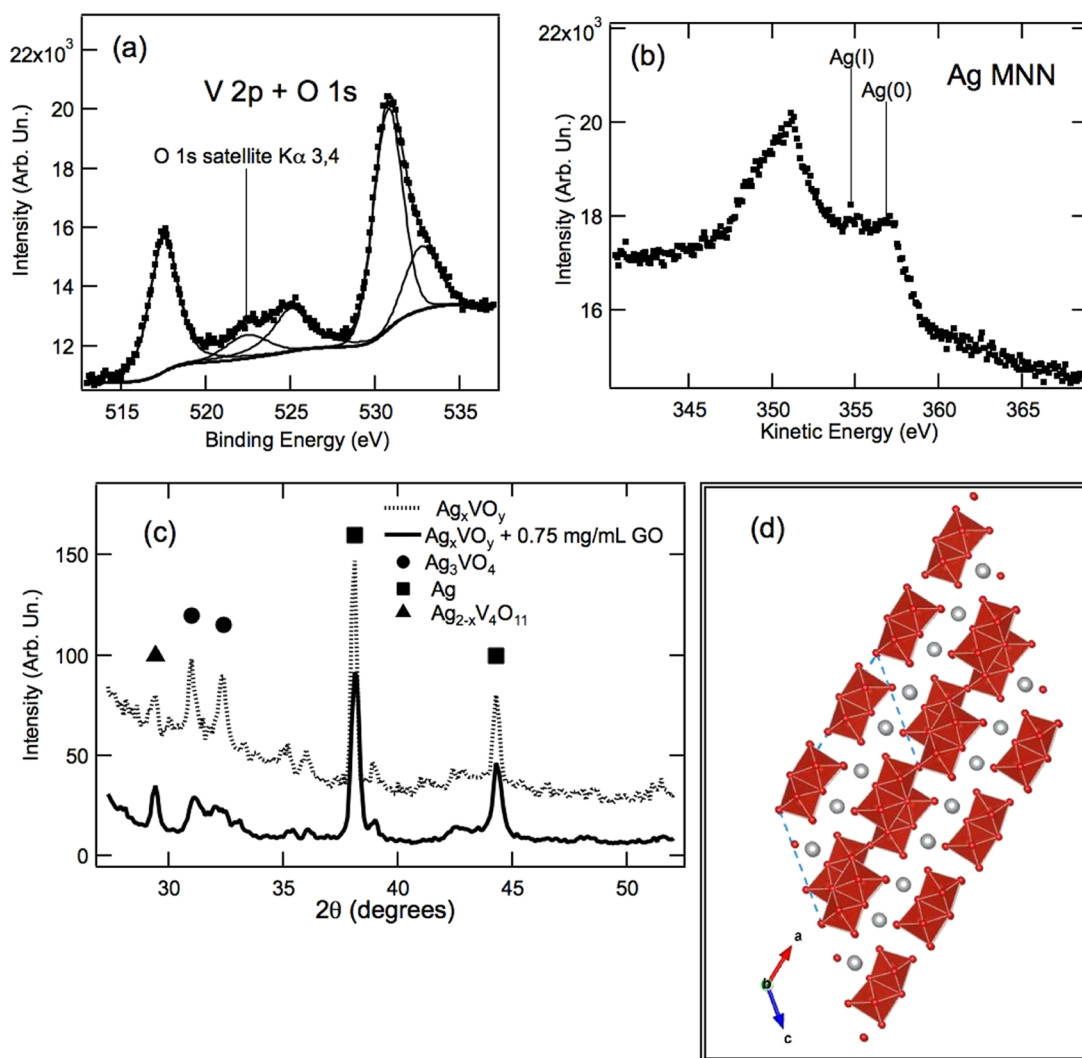 (a)
22x10³
20
18
16
14
12
Intensity (Arb. Un.)
V 2p + O 1s
O 1s satellite Kα 3,4
515
520
525
530
535
Binding Energy (eV)
(b)
22x10³
20
18
16
Intensity (Arb. Un.)
Ag(I)
Ag(0)
Ag MNN
345
350
355
360
365
Kinetic Energy (eV)
(c)
150
100
50
0
Intensity (Arb. Un.)
AgₓVOᵧ
AgₓVOᵧ + 0.75 mg/mL GO
Ag₃VO₄
Ag
Ag₂₋ₓV₄O₁₁
30
35
40
45
50
2θ (degrees)
(d)
a
b
c